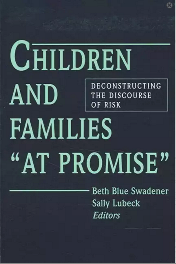 CHILDREN
AND
FAMILIES
"AT PROMISE"
DECONSTRUCTING
THE DISCOURSE
OF RISK
Beth Blue Swadener
Sally Lubeck
Editors